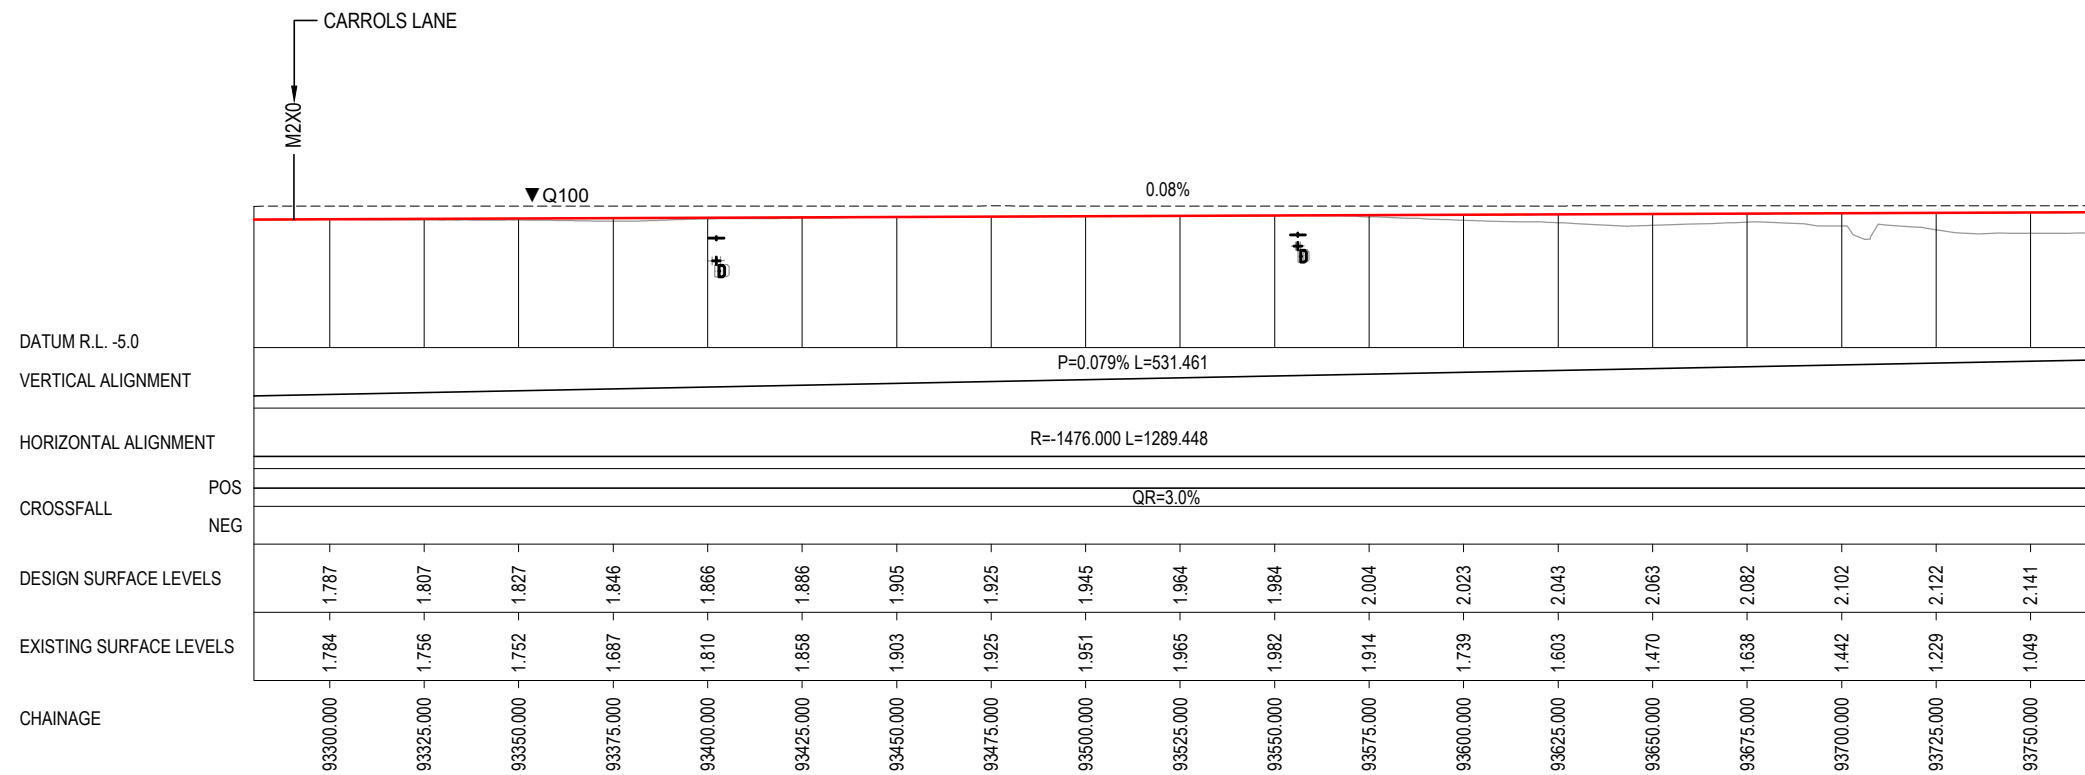 CARROLS LANE
M2X0
▼Q100
0.08%
DATUM R.L. -5.0
P=0.079% L=531.461
VERTICAL ALIGNMENT
R=-1476.000 L=1289.448
HORIZONTAL ALIGNMENT
POS
QR=3.0%
CROSSFALL
NEG
DESIGN SURFACE LEVELS 1.787 1.807 1.827 1.846 1.866 1.886 1.905 1.925 1.945 1.964 1.984 2.004 2.023 2.043 2.063 2.082 2.102 2.122 2.141
EXISTING SURFACE LEVELS 1.784 1.756 1.752 1.687 1.810 1.858 1.903 1.925 1.951 1.965 1.982 1.914 1.739 1.603 1.470 1.638 1.442 1.229 1.049
CHAINAGE 93300.000 93325.000 93350.000 93375.000 93400.000 93425.000 93450.000 93475.000 93500.000 93525.000 93550.000 93575.000 93600.000 93625.000 93650.000 93675.000 93700.000 93725.000 93750.000